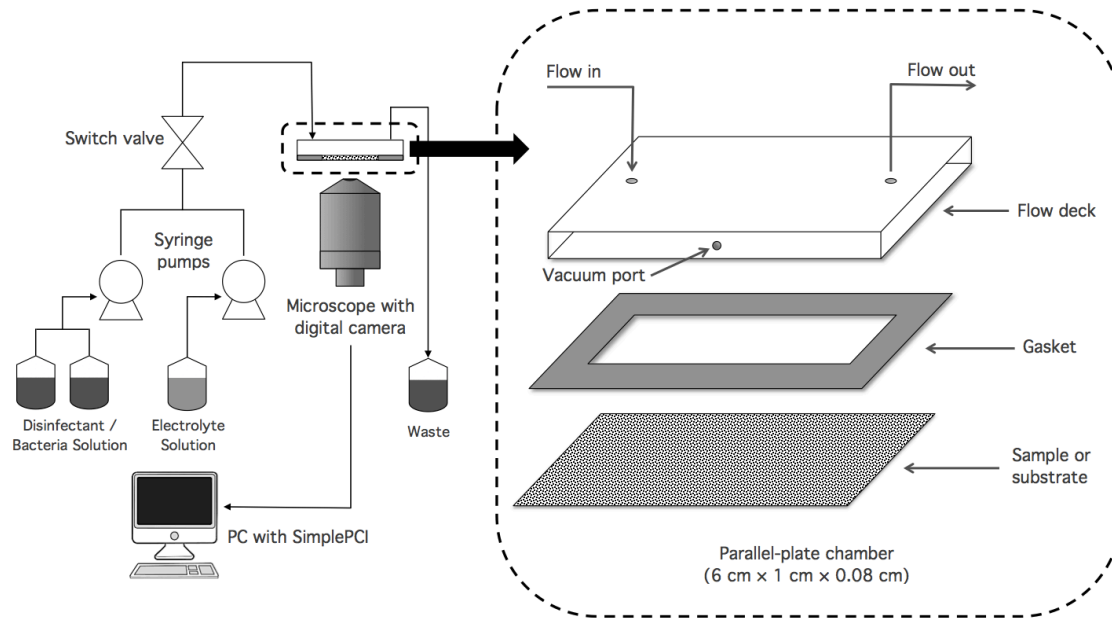 Switch valve
Syringe
pumps
Microscope with
digital camera
Disinfectant /
Bacteria Solution
Electrolyte
Solution
Waste
PC with SimplePCI
Flow in
Flow out
Flow deck
Vacuum port
Gasket
Sample or
substrate
Parallel-plate chamber
(6 cm × 1 cm × 0.08 cm)